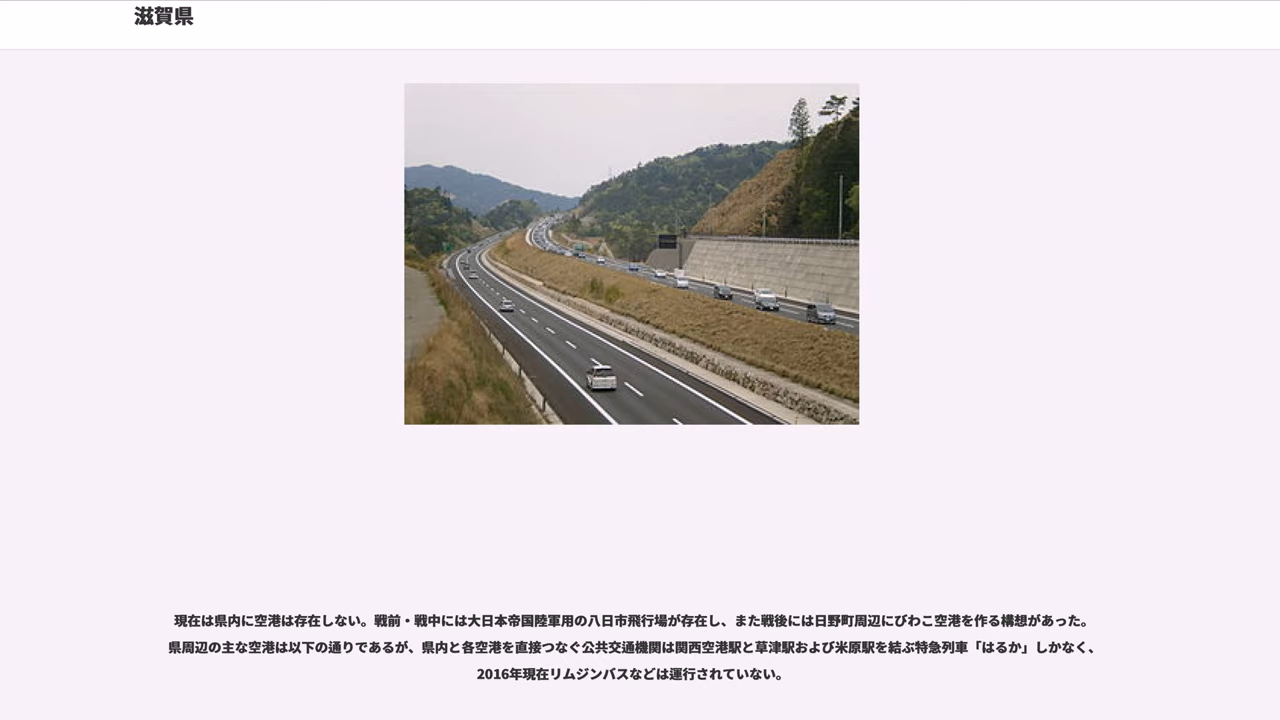 滋賀県
現在は県内に空港は存在しない。戦前・戦中には大日本帝国陸軍用の八日市飛行場が存在し、また戦後には日野町周辺にびわこ空港を作る構想があった。
県周辺の主な空港は以下の通りであるが、県内と各空港を直接つなぐ公共交通機関は関西空港駅と草津駅および米原駅を結ぶ特急列車「はるか」しかなく、
2016年現在リムジンバスなどは運行されていない。